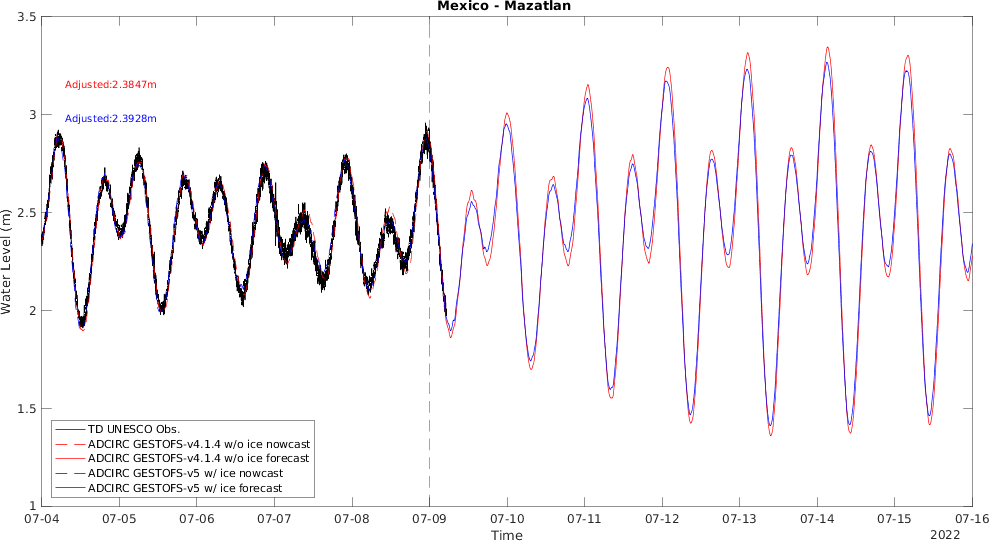 Mexico - Mazatlan
3.5
3
2.5
2
1.5
1
Water Level (m)
Adjusted:2.3847m
Adjusted:2.3928m
TD UNESCO Obs.
ADCIRC GESTOFS-v4.1.4 w/o ice nowcast
ADCIRC GESTOFS-v4.1.4 w/o ice forecast
ADCIRC GESTOFS-v5 w/ ice nowcast
ADCIRC GESTOFS-v5 w/ ice forecast
07-04 07-05 07-06 07-07 07-08 07-09 07-10 07-11 07-12 07-13 07-14 07-15 07-16
Time
2022